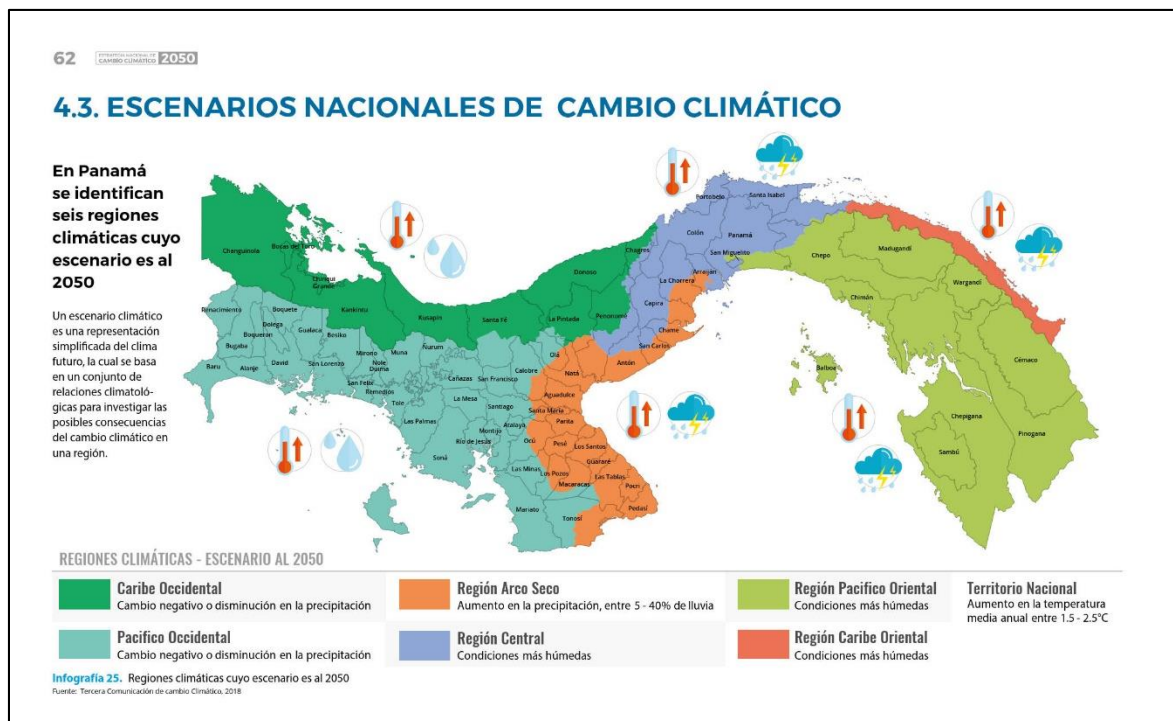 62
ESTRATEGIA NACIONAL DE
CAMBIO CLIMÁTICO 2050
4.3. ESCENARIOS NACIONALES DE CAMBIO CLIMÁTICO
En Panamá
se identifican
seis regiones
climáticas cuyo
escenario es al
2050
Un escenario climático
es una representación
simplificada del clima
futuro, la cual se basa
en un conjunto de
relaciones climatoló-
gicas para investigar las
posibles consecuencias
del cambio climático en
una región.
Changuinola
Bocas del Toro
Chiriquí
Grande
Kankintu
Kusapín
Santa Fé
La Pintada
Donoso
Penonomé
Chagres
Portobelo
Santa Isabel
Colón
Panamá
San Miguelito
Arraiján
La Chorrera
Capira
Chame
San Carlos
Antón
Chepo
Madugandí
Wargandí
Chimán
Balboa
Cémaco
Chepigana
Sambú
Pinogana
Renacimiento
Boquete
Dolega
Gualaca
Boquerón
Bugaba
Besiko
Mirono
Muna
Ñurum
Baru
Alanje
David
San Lorenzo
Nole
Duima
San Felix
Remedios
Tole
Cañazas
San Francisco
Calobre
Olá
Natá
Aguadulce
La Mesa
Santiago
Santa María
Parita
Las Palmas
Montijo
Atalaya
Río de Jesús
Ocú
Pesé
Los Santos
Soná
Guararé
Las Minas
Los Pozos
Las Tablas
Macaracas
Pocrí
Mariato
Tonosí
Pedasí
REGIONES CLIMÁTICAS - ESCENARIO AL 2050
Caribe Occidental
Cambio negativo o disminución en la precipitación
Pacifico Occidental
Cambio negativo o disminución en la precipitación
Región Arco Seco
Aumento en la precipitación, entre 5 - 40% de lluvia
Región Central
Condiciones más húmedas
Región Pacifico Oriental
Condiciones más húmedas
Región Caribe Oriental
Condiciones más húmedas
Territorio Nacional
Aumento en la temperatura
media anual entre 1.5 - 2.5°C
Infografía 25. Regiones climáticas cuyo escenario es al 2050
Fuente: Tercera Comunicación de cambio Climático, 2018